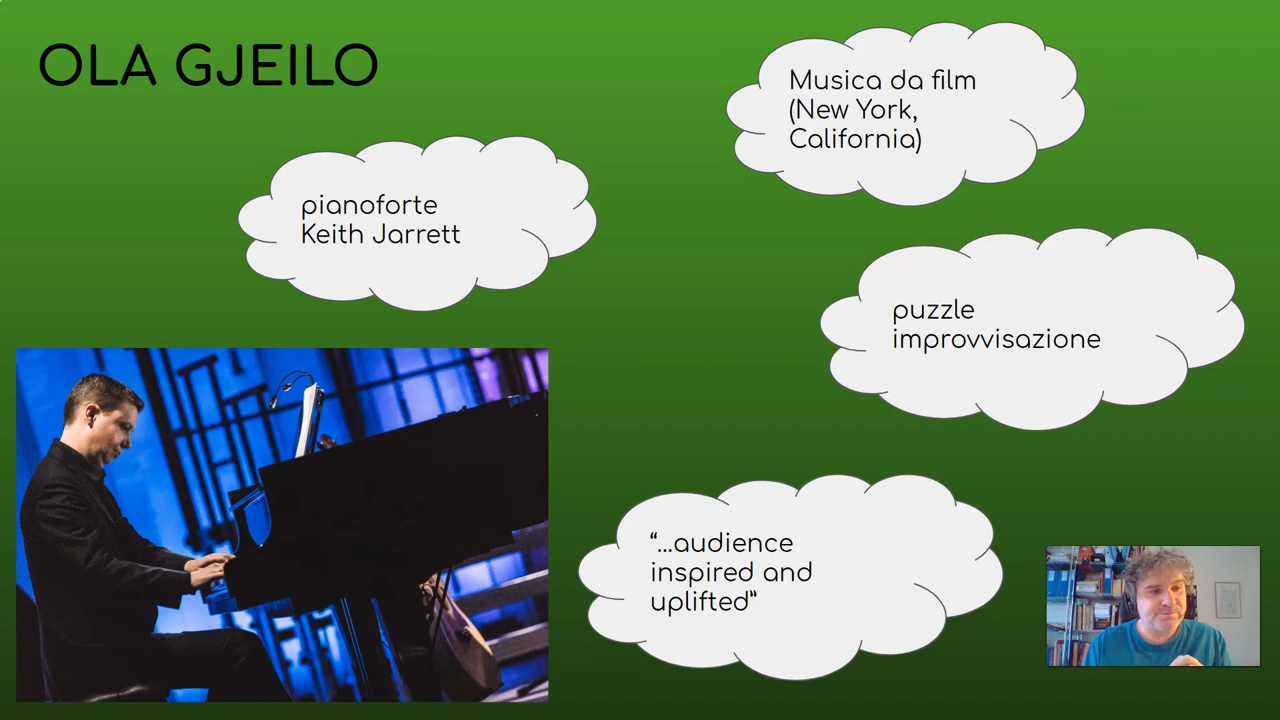 OLA GJEILO
Musica da film
(New York,
California)
pianoforte
Keith Jarrett
puzzle
improvvisazione
“...audience
inspired and
uplifted”